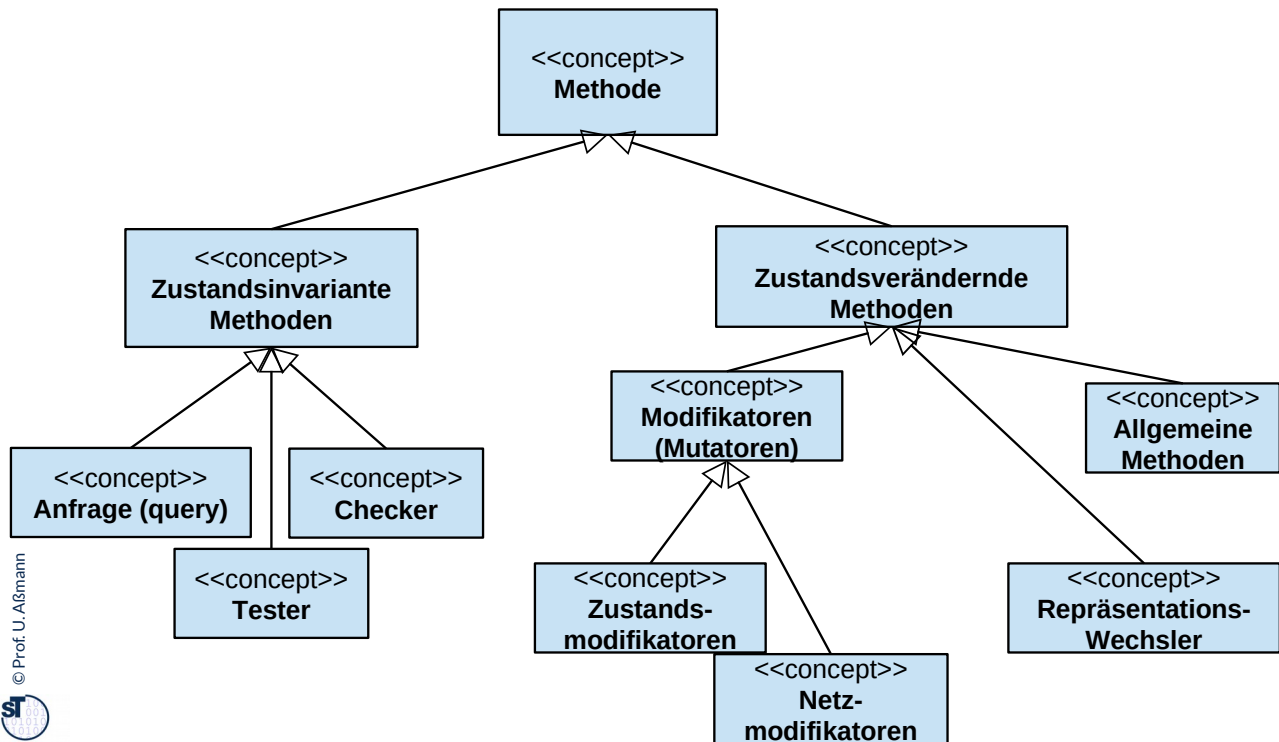 <<concept>>
Methode
<<concept>>
Zustandsinvariante
Methoden
<<concept>>
Zustandsverändernde
Methoden
<<concept>>
Modifikatoren
(Mutatoren)
<<concept>>
Allgemeine
Methoden
<<concept>>
Anfrage (query)
<<concept>>
Checker
<<concept>>
Tester
<<concept>>
Zustands-
modifikatoren
<<concept>>
Repräsentations-
Wechsler
<<concept>>
Netz-
modifikatoren
© Prof. U. Aßmann
sT